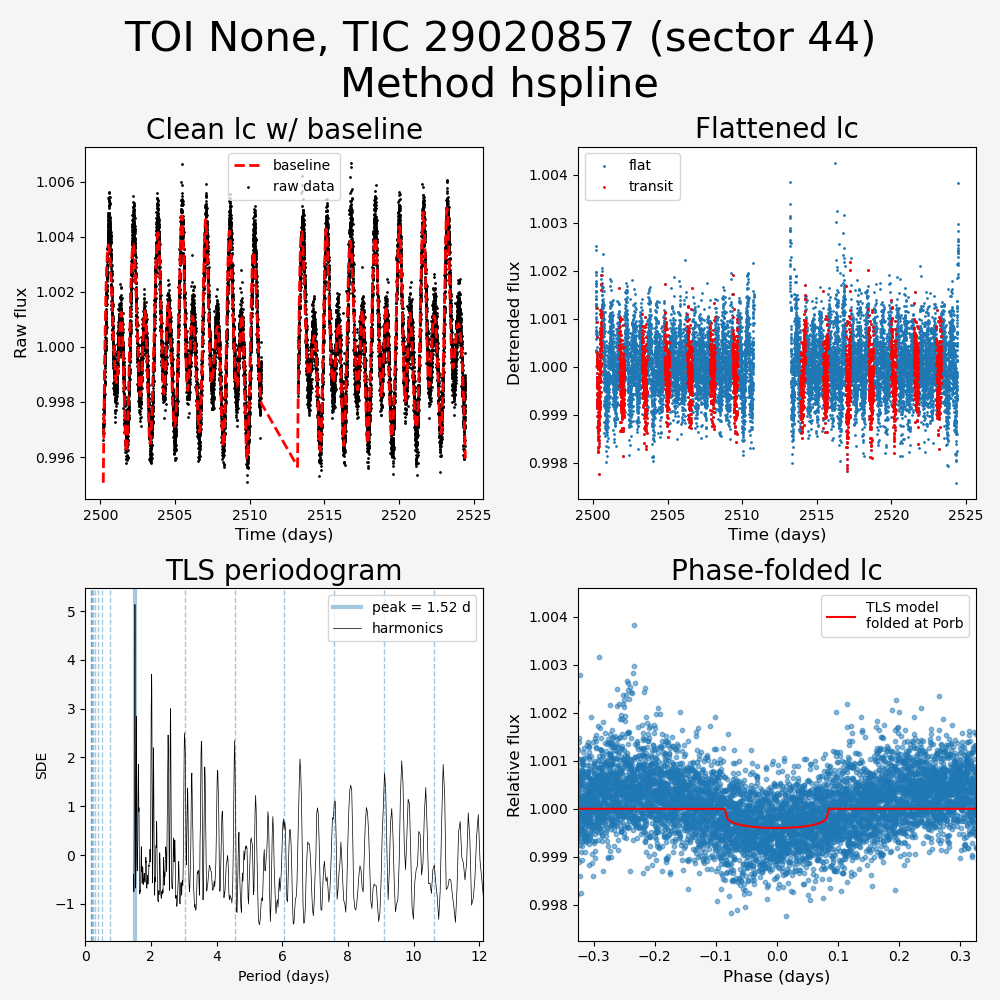 TOI None, TIC 29020857 (sector 44)
Method hspline
Clean lc w/ baseline
baseline
raw data
1.006
1.004
1.002
1.000
0.998
0.996
Raw flux
2500
2505
2510
2515
2520
2525
Time (days)
Flattened lc
flat
transit
1.004
1.003
1.002
1.001
1.000
0.999
0.998
Detrended flux
2500
2505
2510
2515
2520
2525
Time (days)
TLS periodogram
peak = 1.52 d
harmonics
5
4
3
2
1
0
−1
SDE
0
2
4
6
8
10
12
Period (days)
Phase-folded lc
TLS model
folded at Porb
1.004
1.003
1.002
1.001
1.000
0.999
0.998
Relative flux
−0.3
−0.2
−0.1
0.0
0.1
0.2
0.3
Phase (days)